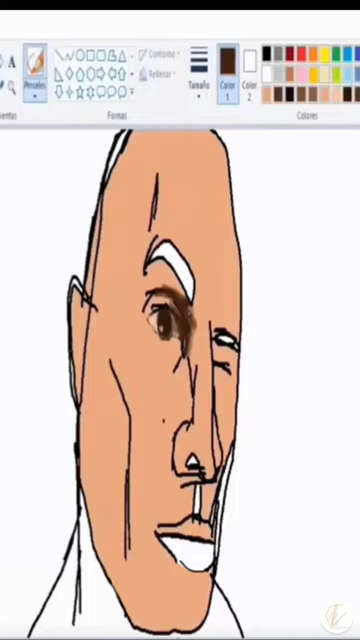 A
Pinceles
Formas
Contorno
Rellenar
Tamaño
Color 1
Color 2
Colores